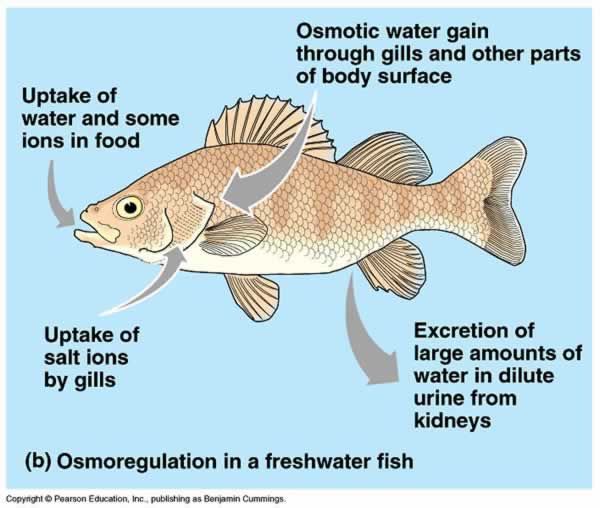 Osmotic water gain
through gills and other parts
of body surface
Uptake of
water and some
ions in food
Uptake of
salt ions
by gills
Excretion of
large amounts of
water in dilute
urine from
kidneys
(b) Osmoregulation in a freshwater fish
Copyright © Pearson Education, Inc., publishing as Benjamin Cummings.